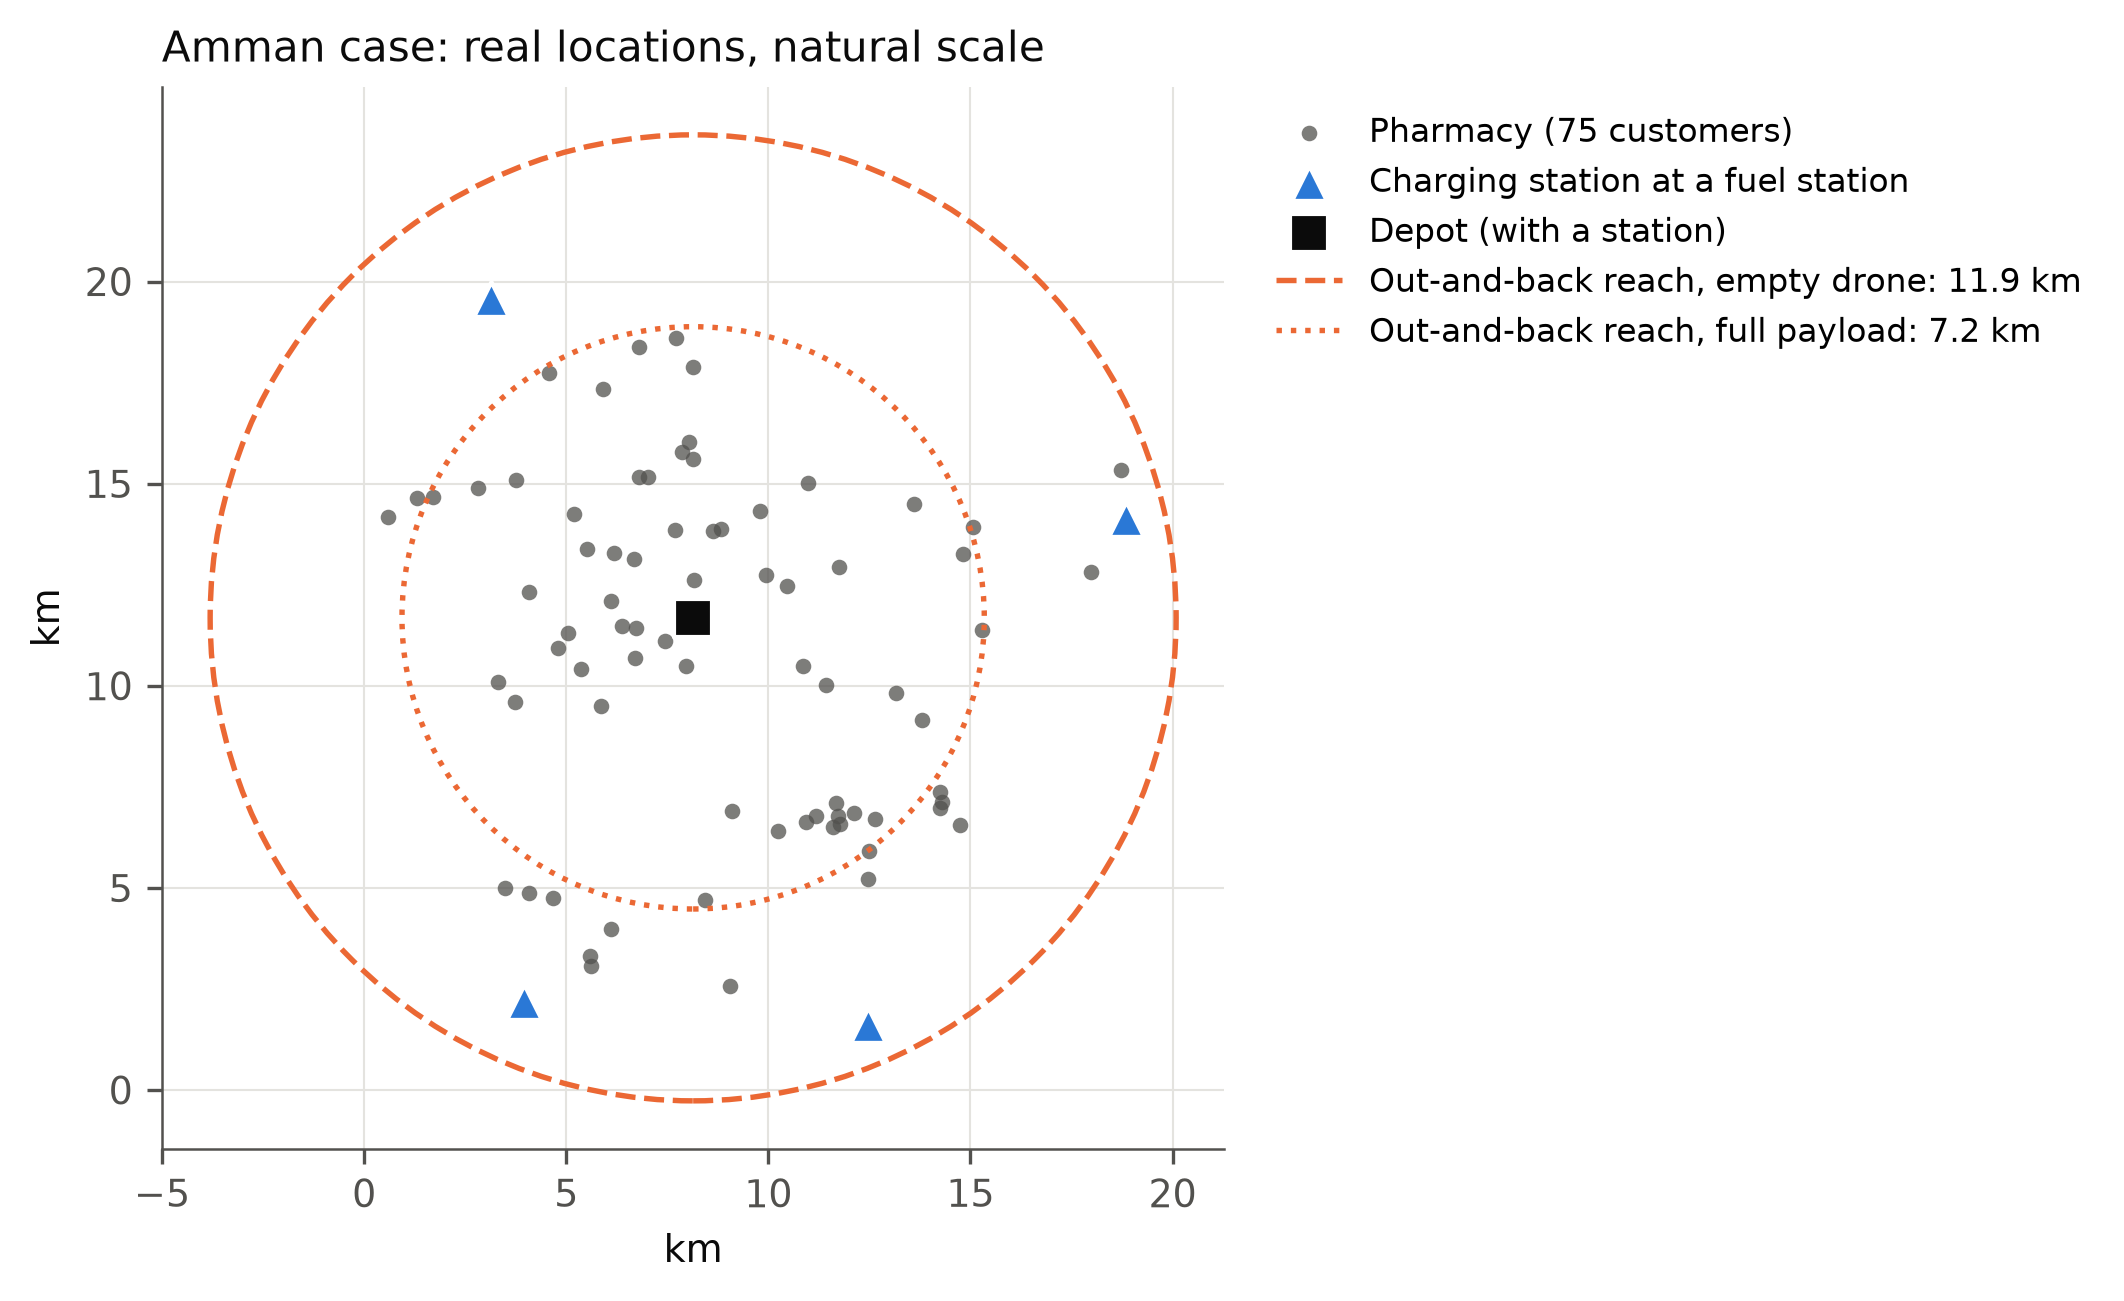 Amman case: real locations, natural scale
Pharmacy (75 customers)
Charging station at a fuel station
Depot (with a station)
Out-and-back reach, empty drone: 11.9 km
Out-and-back reach, full payload: 7.2 km
20
15
10
5
0
km
−5
0
5
10
15
20
km